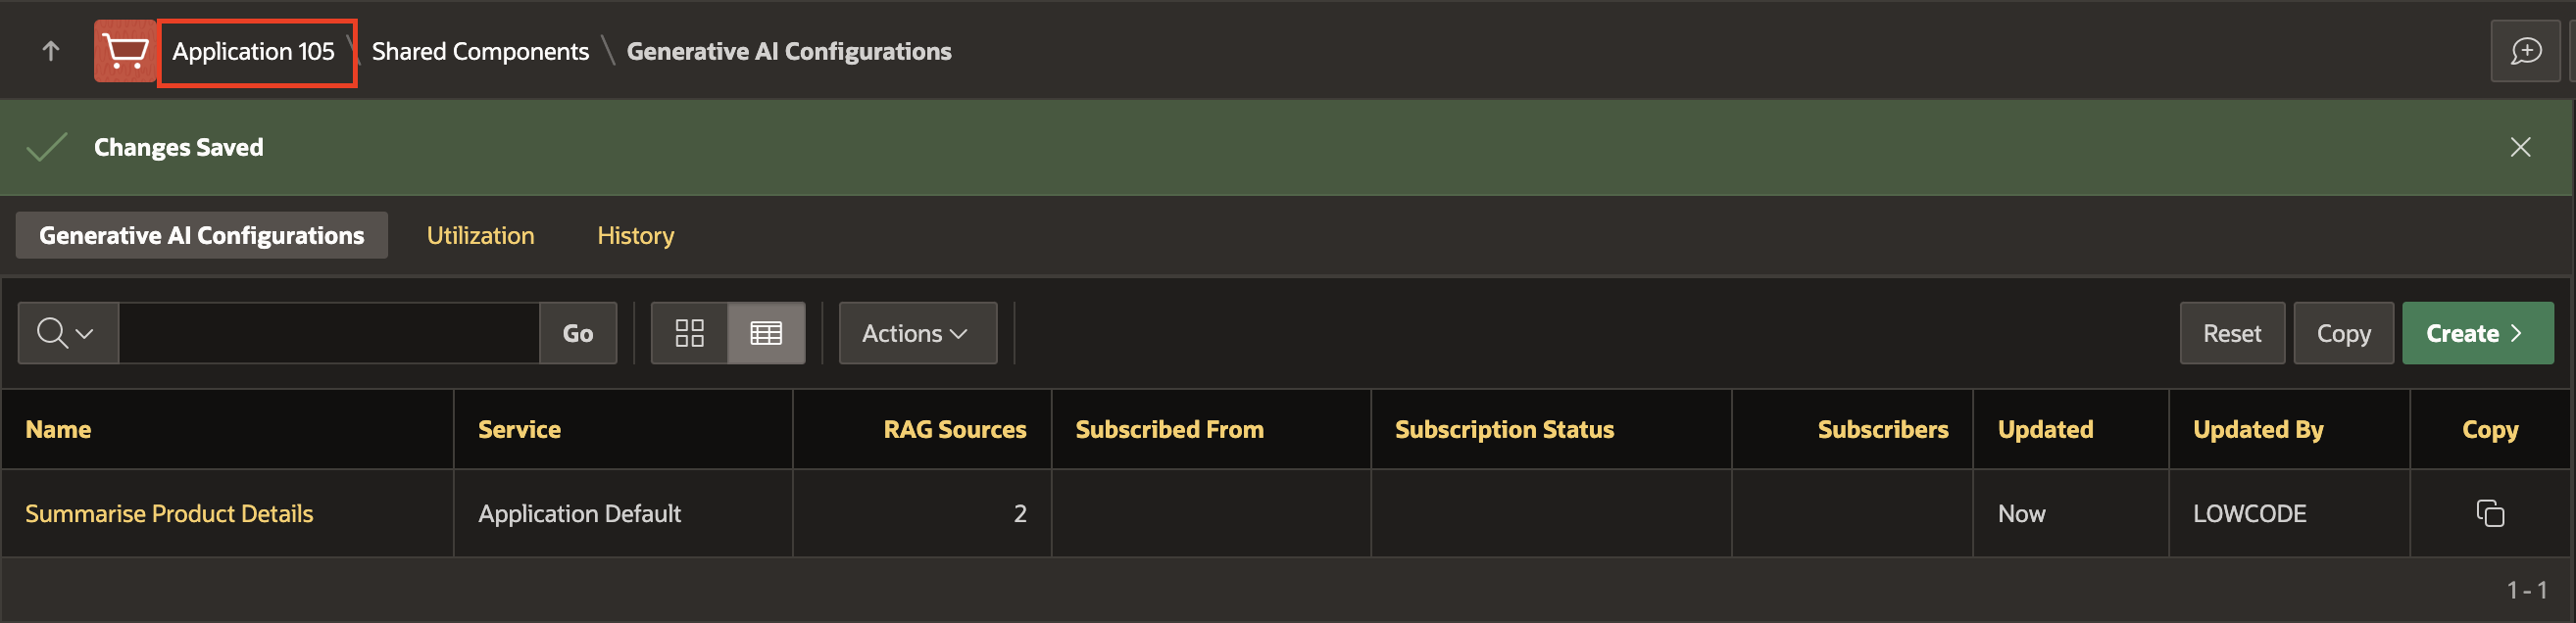 Application 105 \ Shared Components \ Generative AI Configurations
Changes Saved
Generative AI Configurations Utilization History
Go Actions Reset Copy Create
Name Service RAG Sources Subscribed From Subscription Status Subscribers Updated Updated By Copy
Summarise Product Details Application Default 2 Now LOWCODE
1 - 1